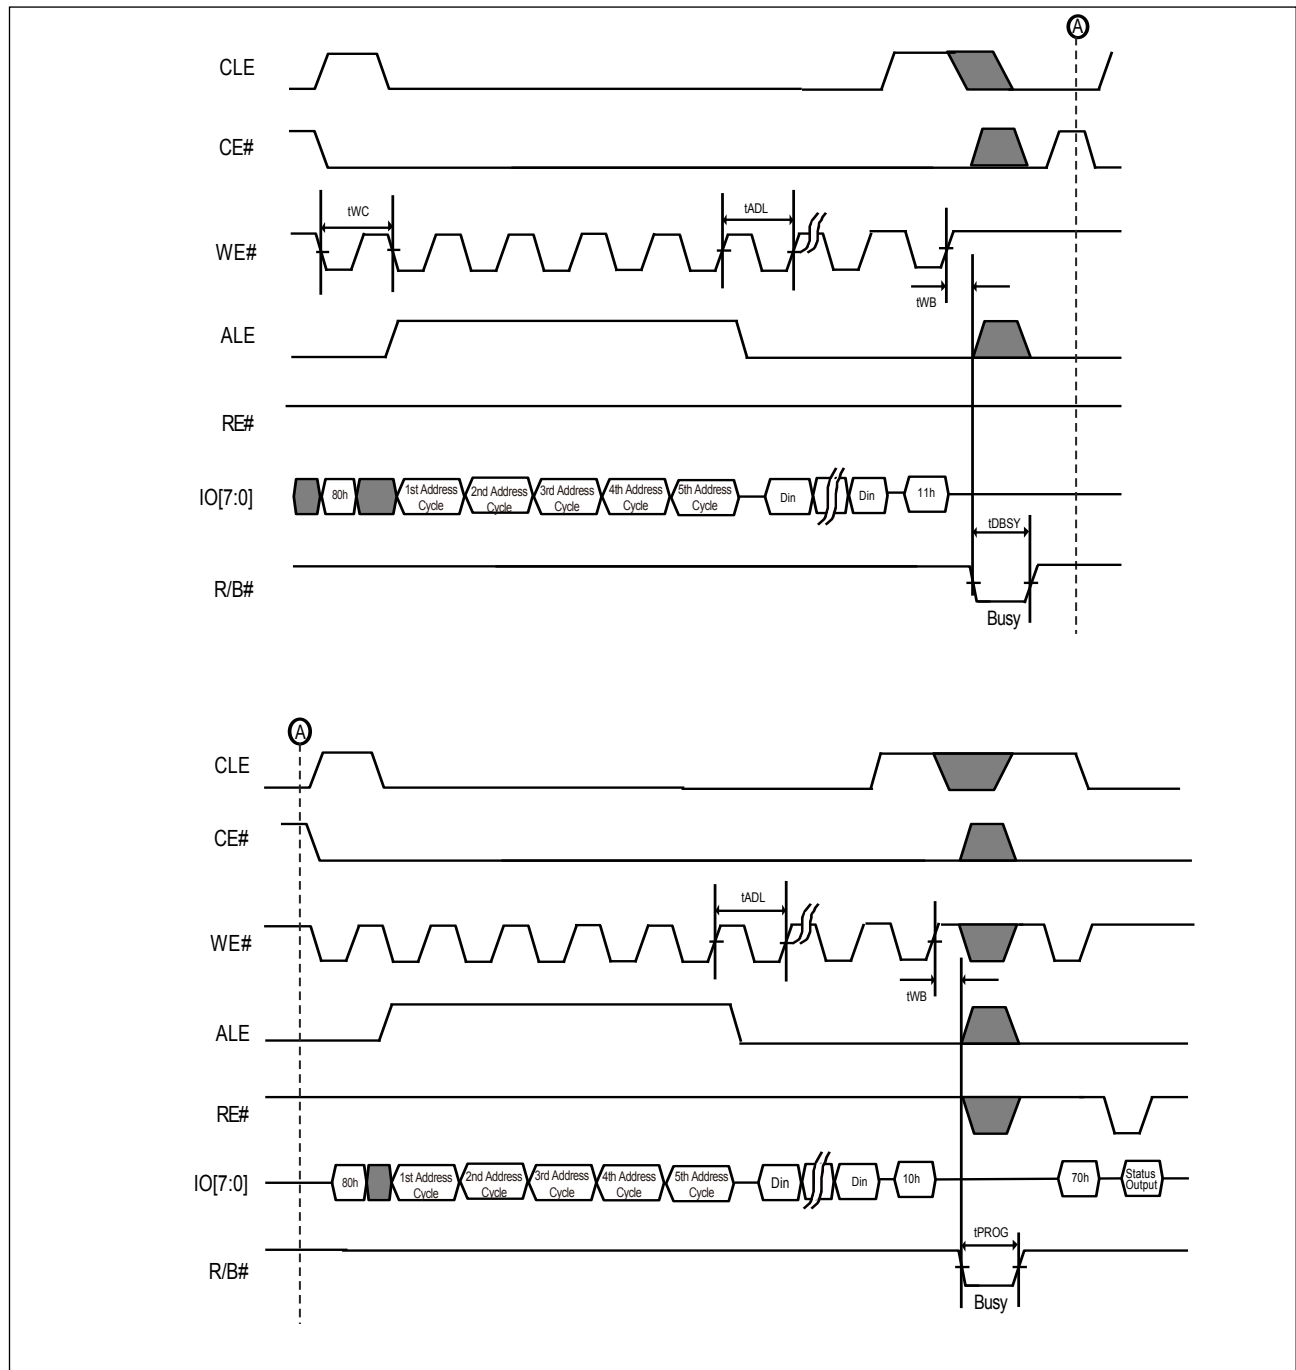 A
CLE
CE#
tWC
tADL
WE#
tWB
ALE
RE#
IO[7:0]
80h
1st Address
Cycle
2nd Address
Cycle
3rd Address
Cycle
4th Address
Cycle
5th Address
Cycle
Din
Din
11h
tDBSY
R/B#
Busy
A
CLE
CE#
tADL
WE#
tWB
ALE
RE#
IO[7:0]
80h
1st Address
Cycle
2nd Address
Cycle
3rd Address
Cycle
4th Address
Cycle
5th Address
Cycle
Din
Din
10h
70h
Status
Output
tPROG
R/B#
Busy